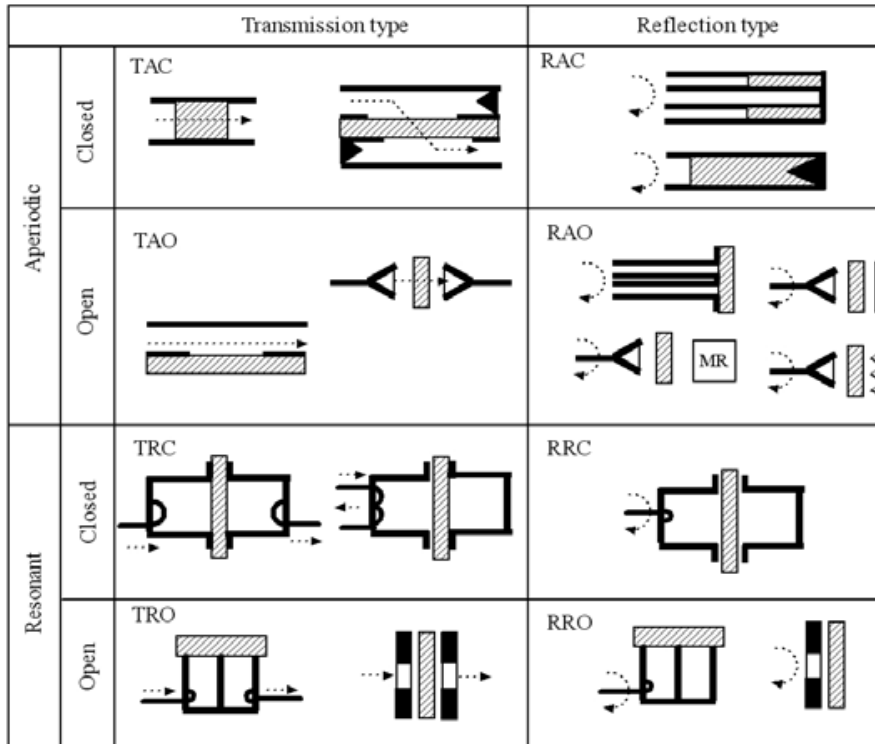 Transmission type
Reflection type
Aperiodic
Closed
TAC
RAC
Open
TAO
RAO
MR
Resonant
Closed
TRC
RRC
Open
TRO
RRO